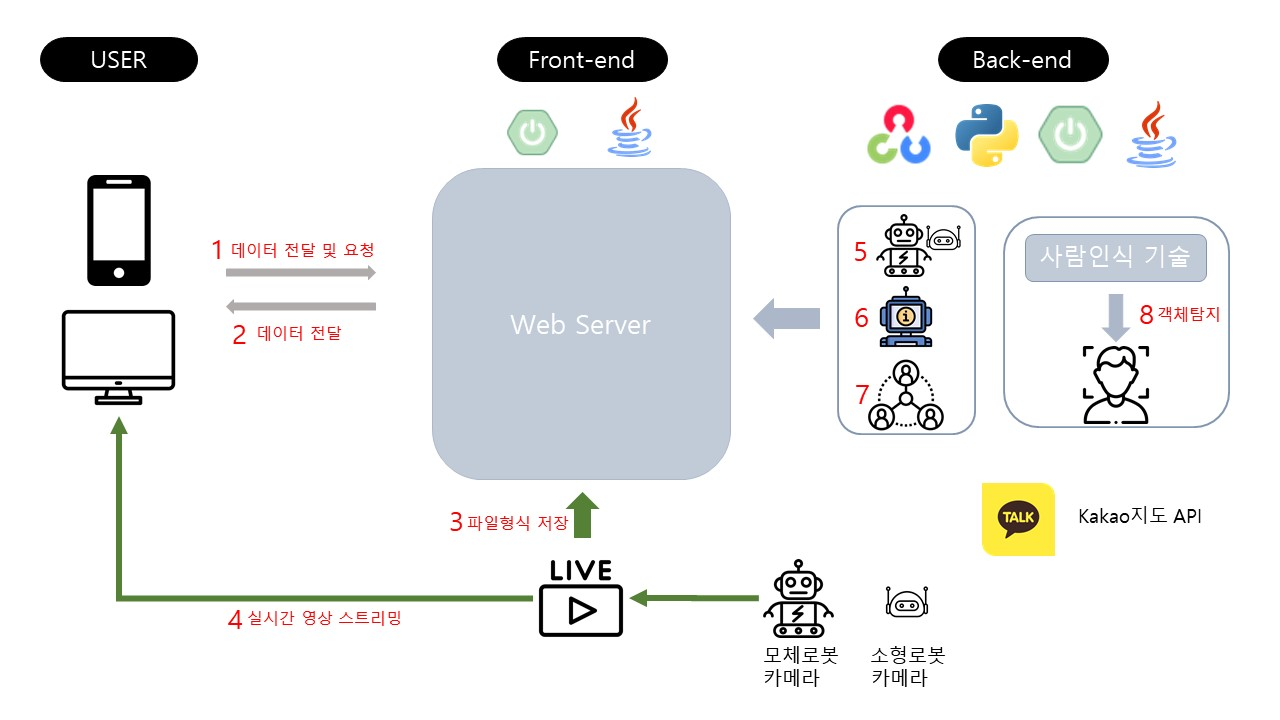 USER
Front-end
Back-end
1 데이터 전달 및 요청
2 데이터 전달
Web Server
5
6
i
7
사람인식 기술
8 객체탐지
3 파일형식 저장
TALK
Kakao지도 API
LIVE
4 실시간 영상 스트리밍
모체로봇
카메라
소형로봇
카메라